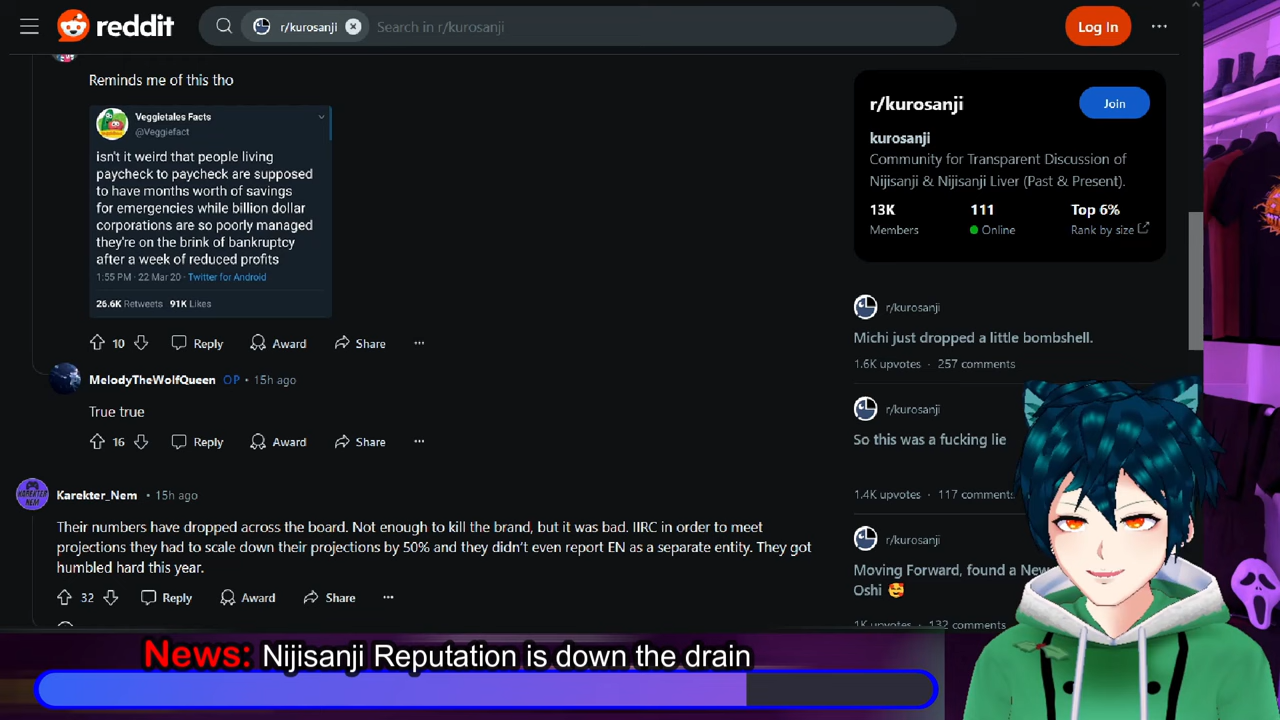 reddit
r/kurosanji
Search in r/kurosanji
Log In
Reminds me of this tho
Veggietales Facts
@Veggiefact
isn't it weird that people living
paycheck to paycheck are supposed
to have months worth of savings
for emergencies while billion dollar
corporations are so poorly managed
they're on the brink of bankruptcy
after a week of reduced profits
1:55 PM · 22 Mar 20 · Twitter for Android
26.6K Retweets 91K Likes
10 Reply Award Share
MelodyTheWolfQueen OP • 15h ago
True true
16 Reply Award Share
Karekter_Nem • 15h ago
Their numbers have dropped across the board. Not enough to kill the brand, but it was bad. IIRC in order to meet
projections they had to scale down their projections by 50% and they didn't even report EN as a separate entity. They got
humbled hard this year.
32 Reply Award Share
r/kurosanji
Join
kurosanji
Community for Transparent Discussion of
Nijisanji & Nijisanji Liver (Past & Present).
13K 111 Top 6%
Members Online Rank by size
r/kurosanji
Michi just dropped a little bombshell.
1.6K upvotes · 257 comments
r/kurosanji
So this was a fucking lie
1.4K upvotes · 117 comments
r/kurosanji
Moving Forward, found a New
Oshi 🥰
1K upvotes · 132 comments
News: Nijisanji Reputation is down the drain